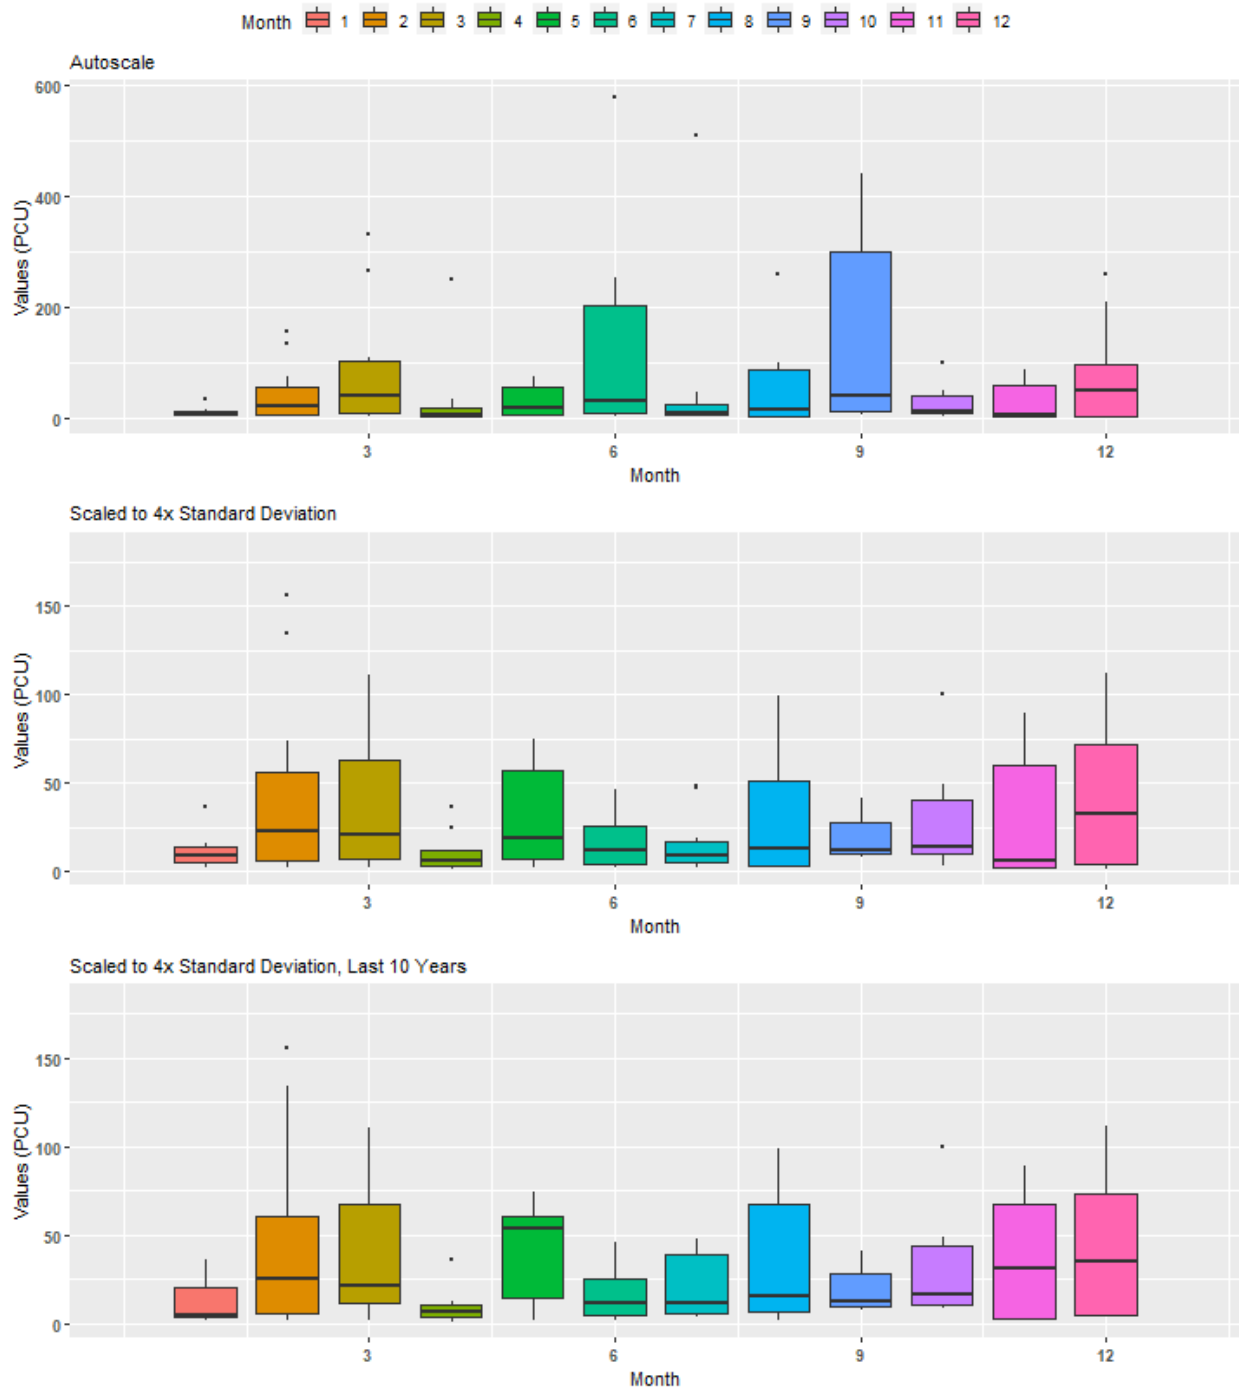 Month 1 2 3 4 5 6 7 8 9 10 11 12
Autoscale
600
400
200
0
Values (PCU)
3 6 9 12
Month
Scaled to 4x Standard Deviation
150
100
50
0
Values (PCU)
3 6 9 12
Month
Scaled to 4x Standard Deviation, Last 10 Years
150
100
50
0
Values (PCU)
3 6 9 12
Month